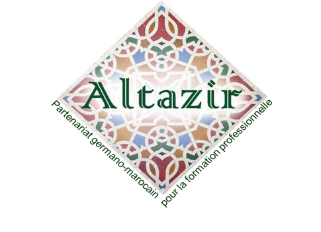 Altazir
Partenariat germano-marocain
pour la formation professionnelle